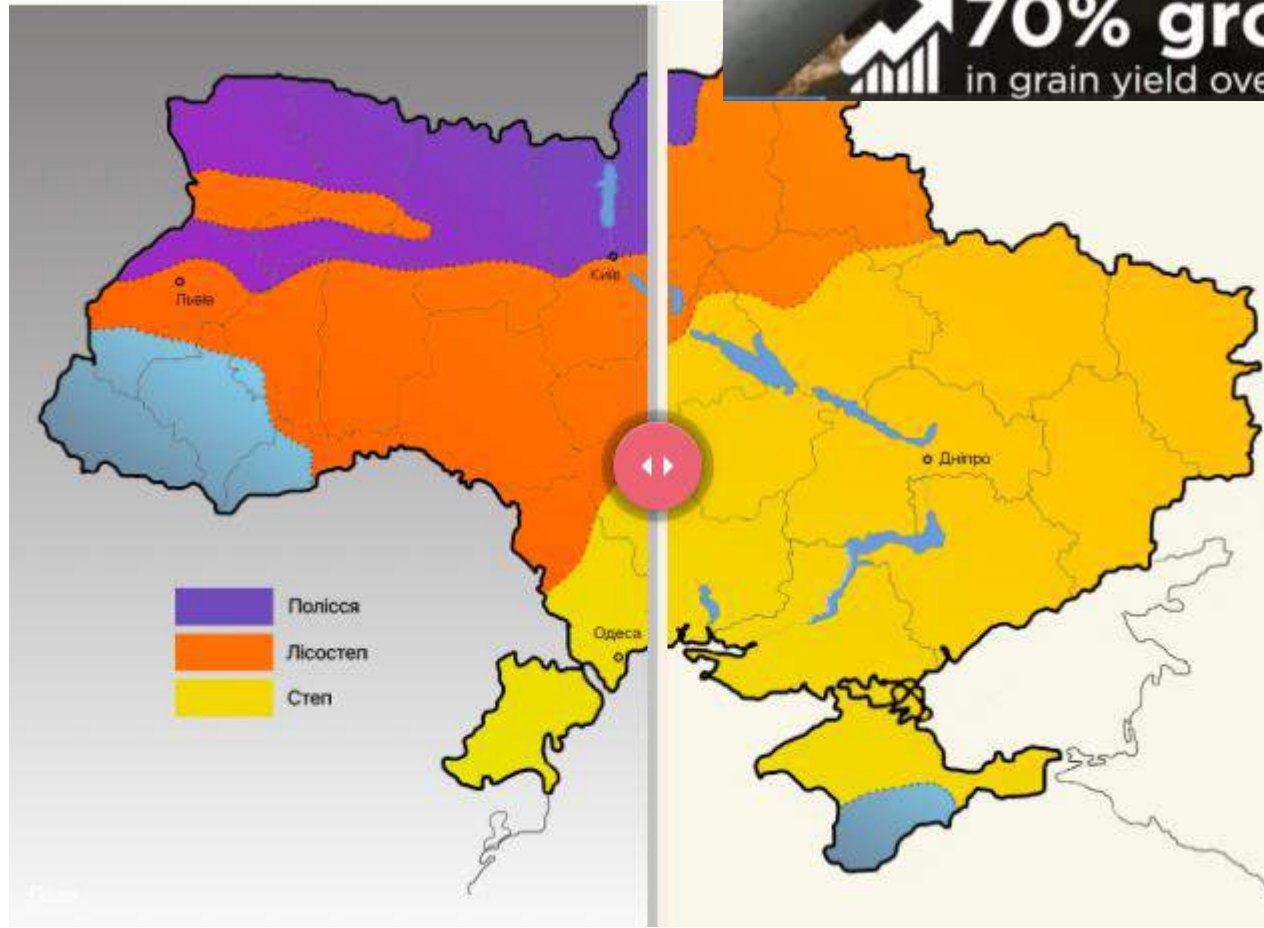 70% gro
in grain yield ove
Київ
Львів
Дніпро
Полісся
Лісостеп
Степ
Одеса